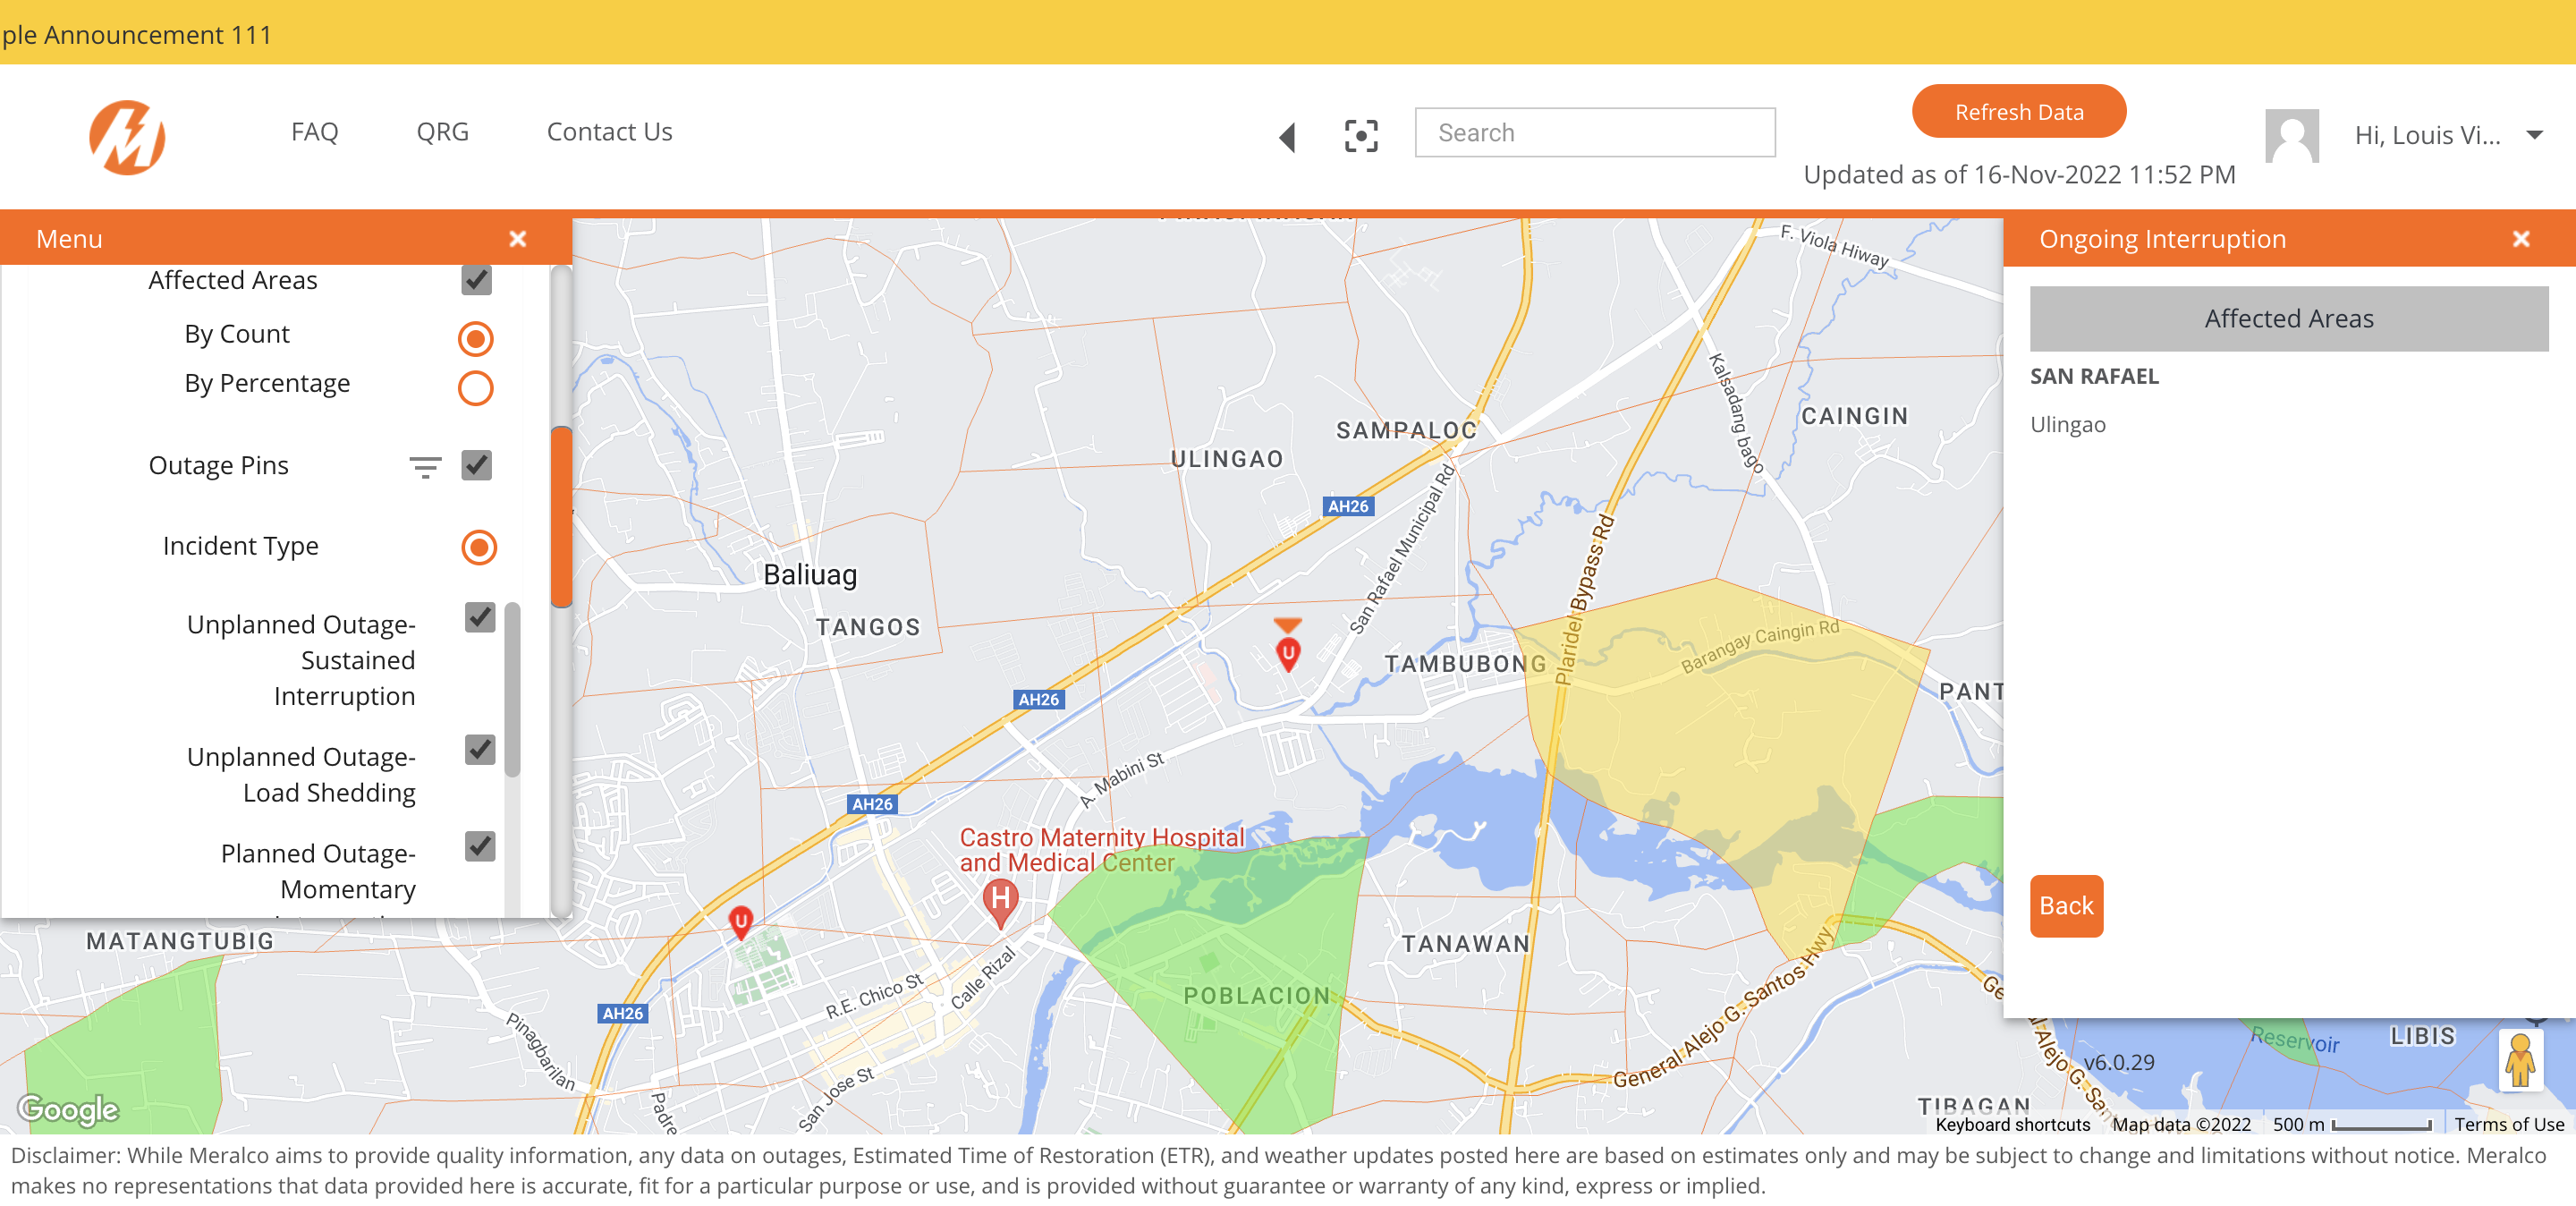 ple Announcement 111
FAQ
QRG
Contact Us
Search
Refresh Data
Updated as of 16-Nov-2022 11:52 PM
Hi, Louis Vi...
Menu
Affected Areas
By Count
By Percentage
Outage Pins
Incident Type
Unplanned Outage-
Sustained
Interruption
Unplanned Outage-
Load Shedding
Planned Outage-
Momentary
F. Viola Hiway
Kalsadang bago
CAINGIN
SAMPALOC
ULINGAO
AH26
San Rafael Municipal Rd
Plaridel Bypass Rd
Baliuag
TANGOS
U
TAMBUBONG
Barangay Caingin Rd
PANT
AH26
A. Mabini St
AH26
Castro Maternity Hospital
and Medical Center
H
U
MATANGTUBIG
TANAWAN
R.E. Chico St
Calle Rizal
POBLACION
AH26
Pinagbarilan
Padre
San Jose St
General Alejo G. Santos Hwy
Ge
l Alejo G. San
Reservoir
LIBIS
v6.0.29
TIBAGAN
Google
Keyboard shortcuts
Map data ©2022
500 m
Terms of Use
Ongoing Interruption
Affected Areas
SAN RAFAEL
Ulingao
Back
Disclaimer: While Meralco aims to provide quality information, any data on outages, Estimated Time of Restoration (ETR), and weather updates posted here are based on estimates only and may be subject to change and limitations without notice. Meralco
makes no representations that data provided here is accurate, fit for a particular purpose or use, and is provided without guarantee or warranty of any kind, express or implied.